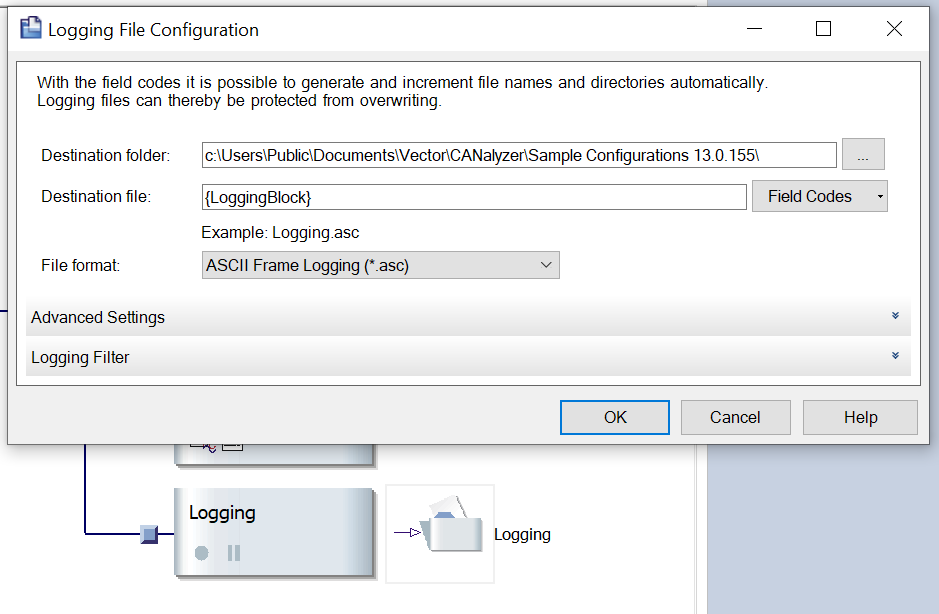 Logging File Configuration
With the field codes it is possible to generate and increment file names and directories automatically.
Logging files can thereby be protected from overwriting.
Destination folder: c:\Users\Public\Documents\Vector\CANalyzer\Sample Configurations 13.0.155\ ...
Destination file: {LoggingBlock} Field Codes
Example: Logging.asc
File format: ASCII Frame Logging (*.asc)
Advanced Settings
Logging Filter
OK Cancel Help
Logging
Logging